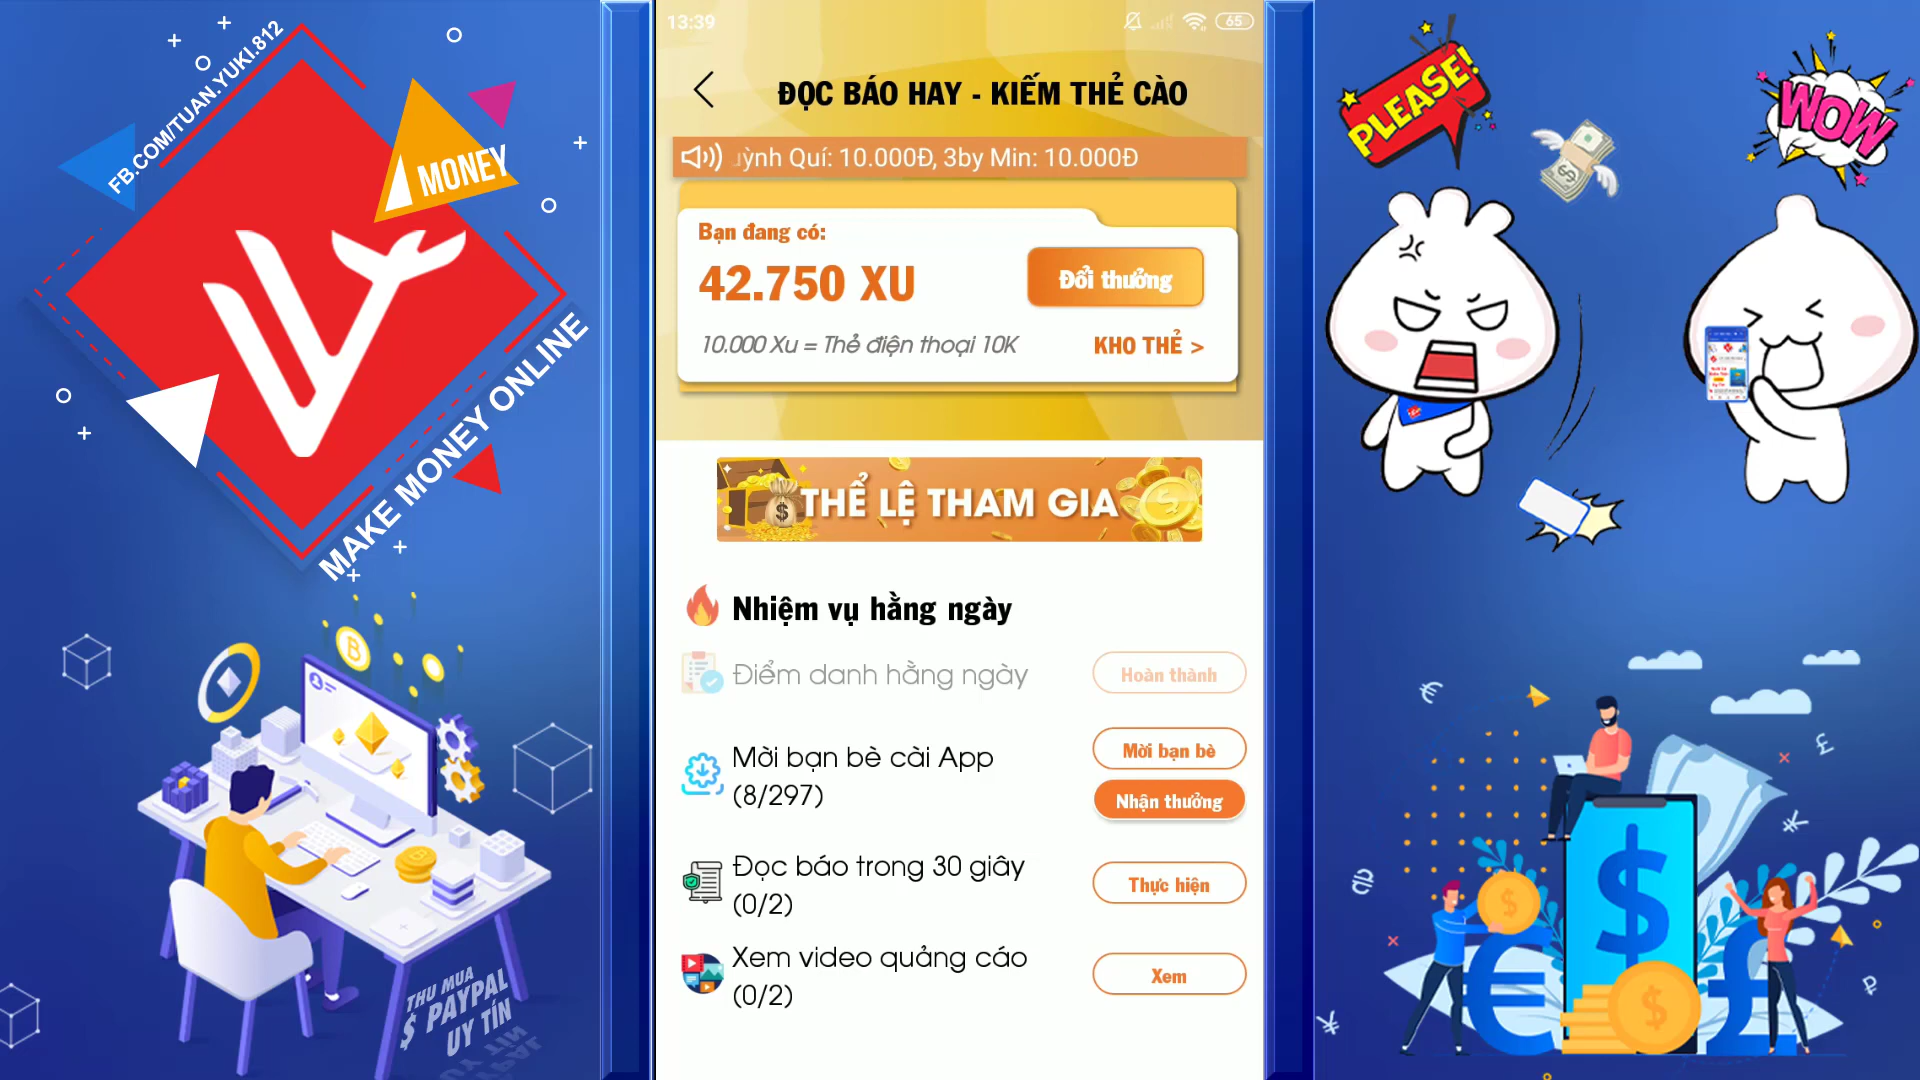 FB.COM/TUAN.YUKI.812
MONEY
MAKE MONEY ONLINE
THU MUA
$ PAYPAL
UY TÍN
13:39
65
ĐỌC BÁO HAY - KIẾM THẺ CÀO
ỳnh Quí: 10.000Đ, 3by Min: 10.000Đ
Bạn đang có:
42.750 XU
Đổi thưởng
10.000 Xu = Thẻ điện thoại 10K
KHO THẺ >
THỂ LỆ THAM GIA
Nhiệm vụ hằng ngày
Điểm danh hằng ngày
Hoàn thành
Mời bạn bè cài App
(8/297)
Mời bạn bè
Nhận thưởng
Đọc báo trong 30 giây
(0/2)
Thực hiện
Xem video quảng cáo
(0/2)
Xem
PLEASE!
WOW